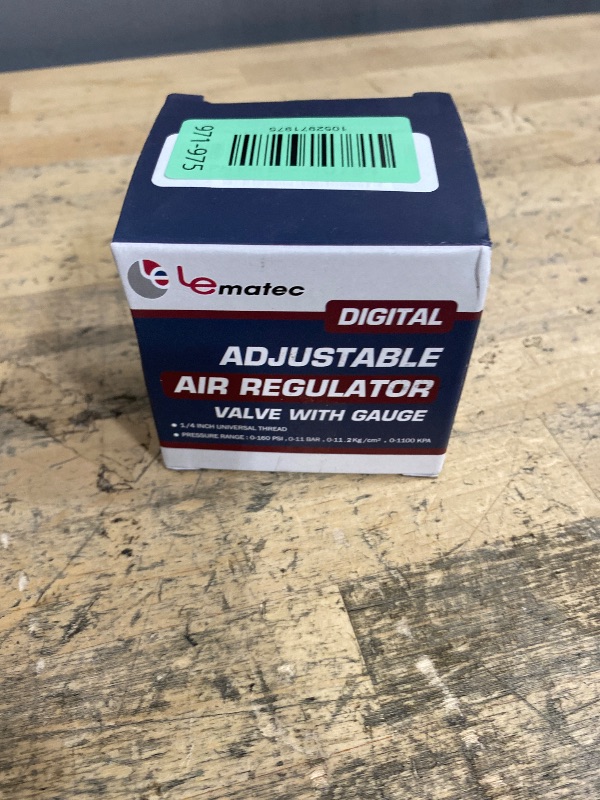 1052971975
971-975
Lematec
DIGITAL
ADJUSTABLE
AIR REGULATOR
VALVE WITH GAUGE
● 1/4 INCH UNIVERSAL THREAD
● PRESSURE RANGE : 0-160 PSI , 0-11 BAR , 0-11.2Kg/cm² , 0-1100 KPA